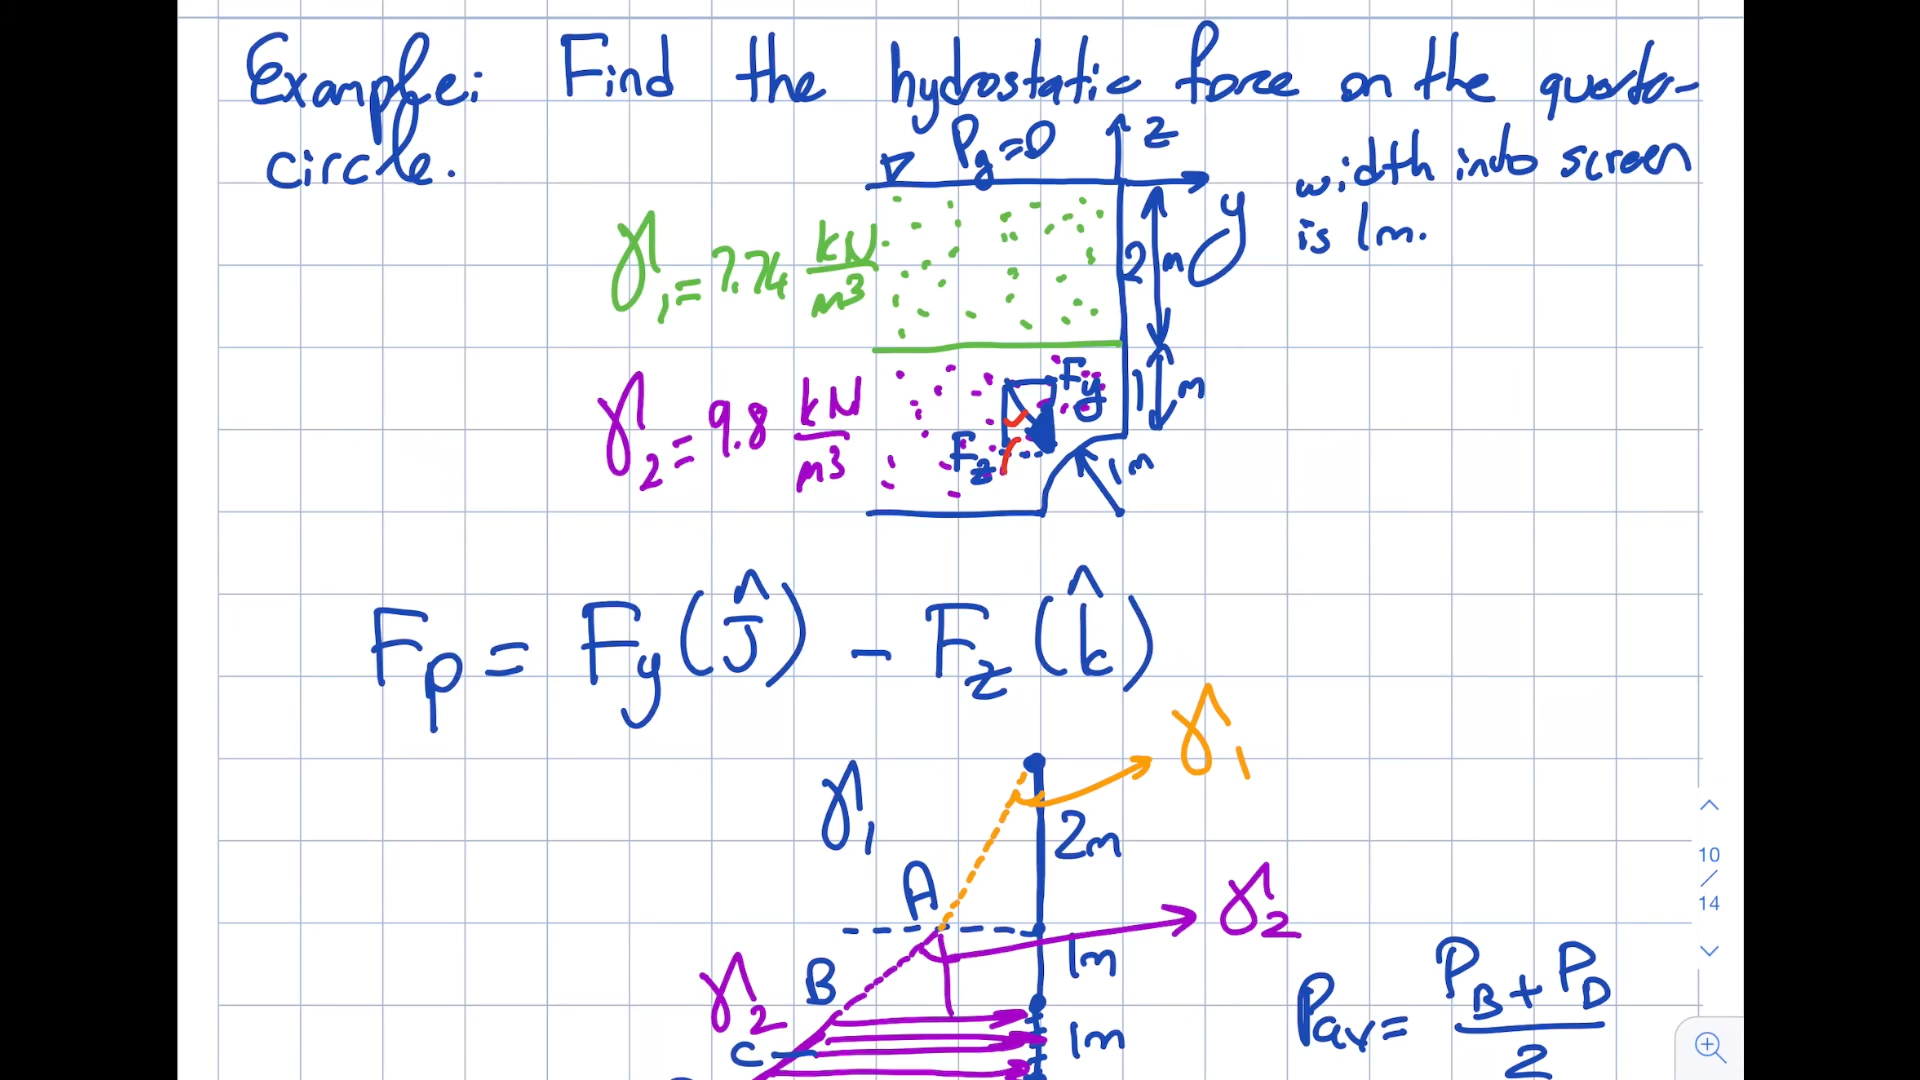 Example: Find the hydrostatic force on the quarter-
circle.
Pg=0
z
y
width into screen
is 1m.
γ1=7.74 kN/m3
2m
γ2=9.8 kN/m3
Fy
1m
Fz
1m
Fp = Fy(ĵ) - Fz(k̂)
γ1
γ1
2m
A
γ2
B
1m
γ2
C
1m
Pav = PB + PD / 2
10
/
14